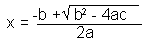 x = -b +√b² - 4ac
2a